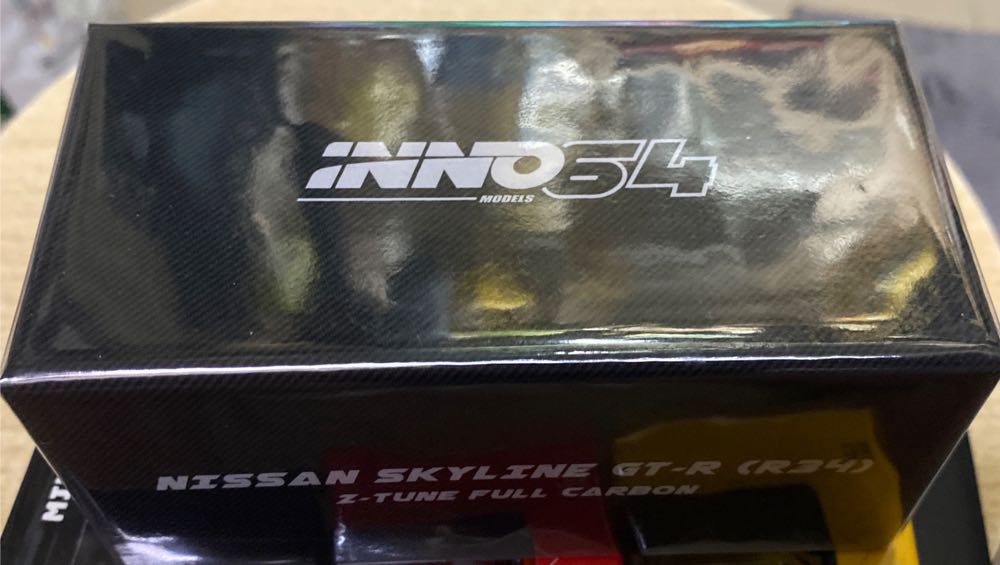 INNO64
MODELS
NISSAN SKYLINE GT-R (R34)
Z-TUNE FULL CARBON